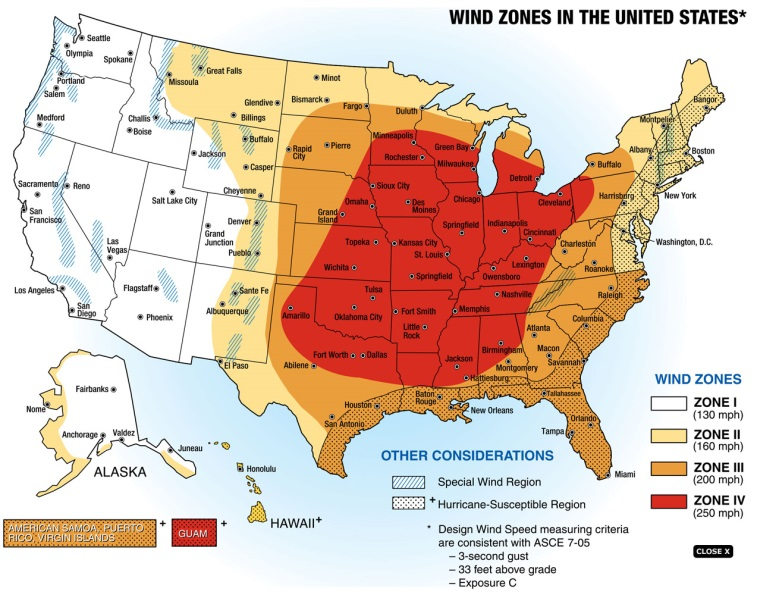 WIND ZONES IN THE UNITED STATES*
Seattle
Olympia
Spokane
Portland
Salem
Medford
Missoula
Great Falls
Glendive
Billings
Challis
Boise
Jackson
Buffalo
Casper
Cheyenne
Minot
Bismarck
Fargo
Rapid
City
Pierre
Duluth
Minneapolis
Rochester
Green Bay
Milwaukee
Detroit
Chicago
Cleveland
Buffalo
Albany
Montpelier
Bangor
Boston
New York
Harrisburg
Washington, D.C.
Sacramento
San
Francisco
Reno
Salt Lake City
Las
Vegas
Los Angeles
San
Diego
Flagstaff
Phoenix
Grand
Junction
Denver
Pueblo
Santa Fe
Albuquerque
El Paso
Sioux City
Omaha
Des
Moines
Grand
Island
Topeka
Kansas City
St. Louis
Wichita
Springfield
Springfield
Indianapolis
Cincinnati
Lexington
Owensboro
Charleston
Roanoke
Raleigh
Nashville
Memphis
Tulsa
Amarillo
Oklahoma City
Fort Smith
Little
Rock
Columbia
Atlanta
Macon
Savannah
Birmingham
Montgomery
Abilene
Fort Worth
Dallas
Jackson
Hattiesburg
Houston
San Antonio
Baton
Rouge
New Orleans
Tallahassee
Orlando
Tampa
Miami
Fairbanks
Nome
Anchorage
Valdez
Juneau
ALASKA
Honolulu
HAWAII+
AMERICAN SAMOA, PUERTO
RICO, VIRGIN ISLANDS
+
GUAM
+
WIND ZONES
ZONE I
(130 mph)
ZONE II
(160 mph)
ZONE III
(200 mph)
ZONE IV
(250 mph)
OTHER CONSIDERATIONS
Special Wind Region
+ Hurricane-Susceptible Region
* Design Wind Speed measuring criteria
are consistent with ASCE 7-05
– 3-second gust
– 33 feet above grade
– Exposure C
CLOSE X